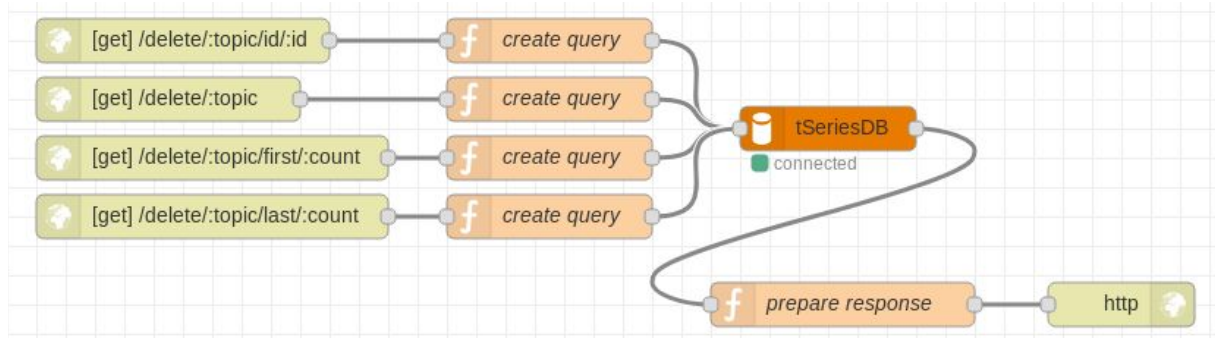 [get] /delete/:topic/id/:id
create query
[get] /delete/:topic
create query
tSeriesDB
connected
[get] /delete/:topic/first/:count
create query
[get] /delete/:topic/last/:count
create query
prepare response
http